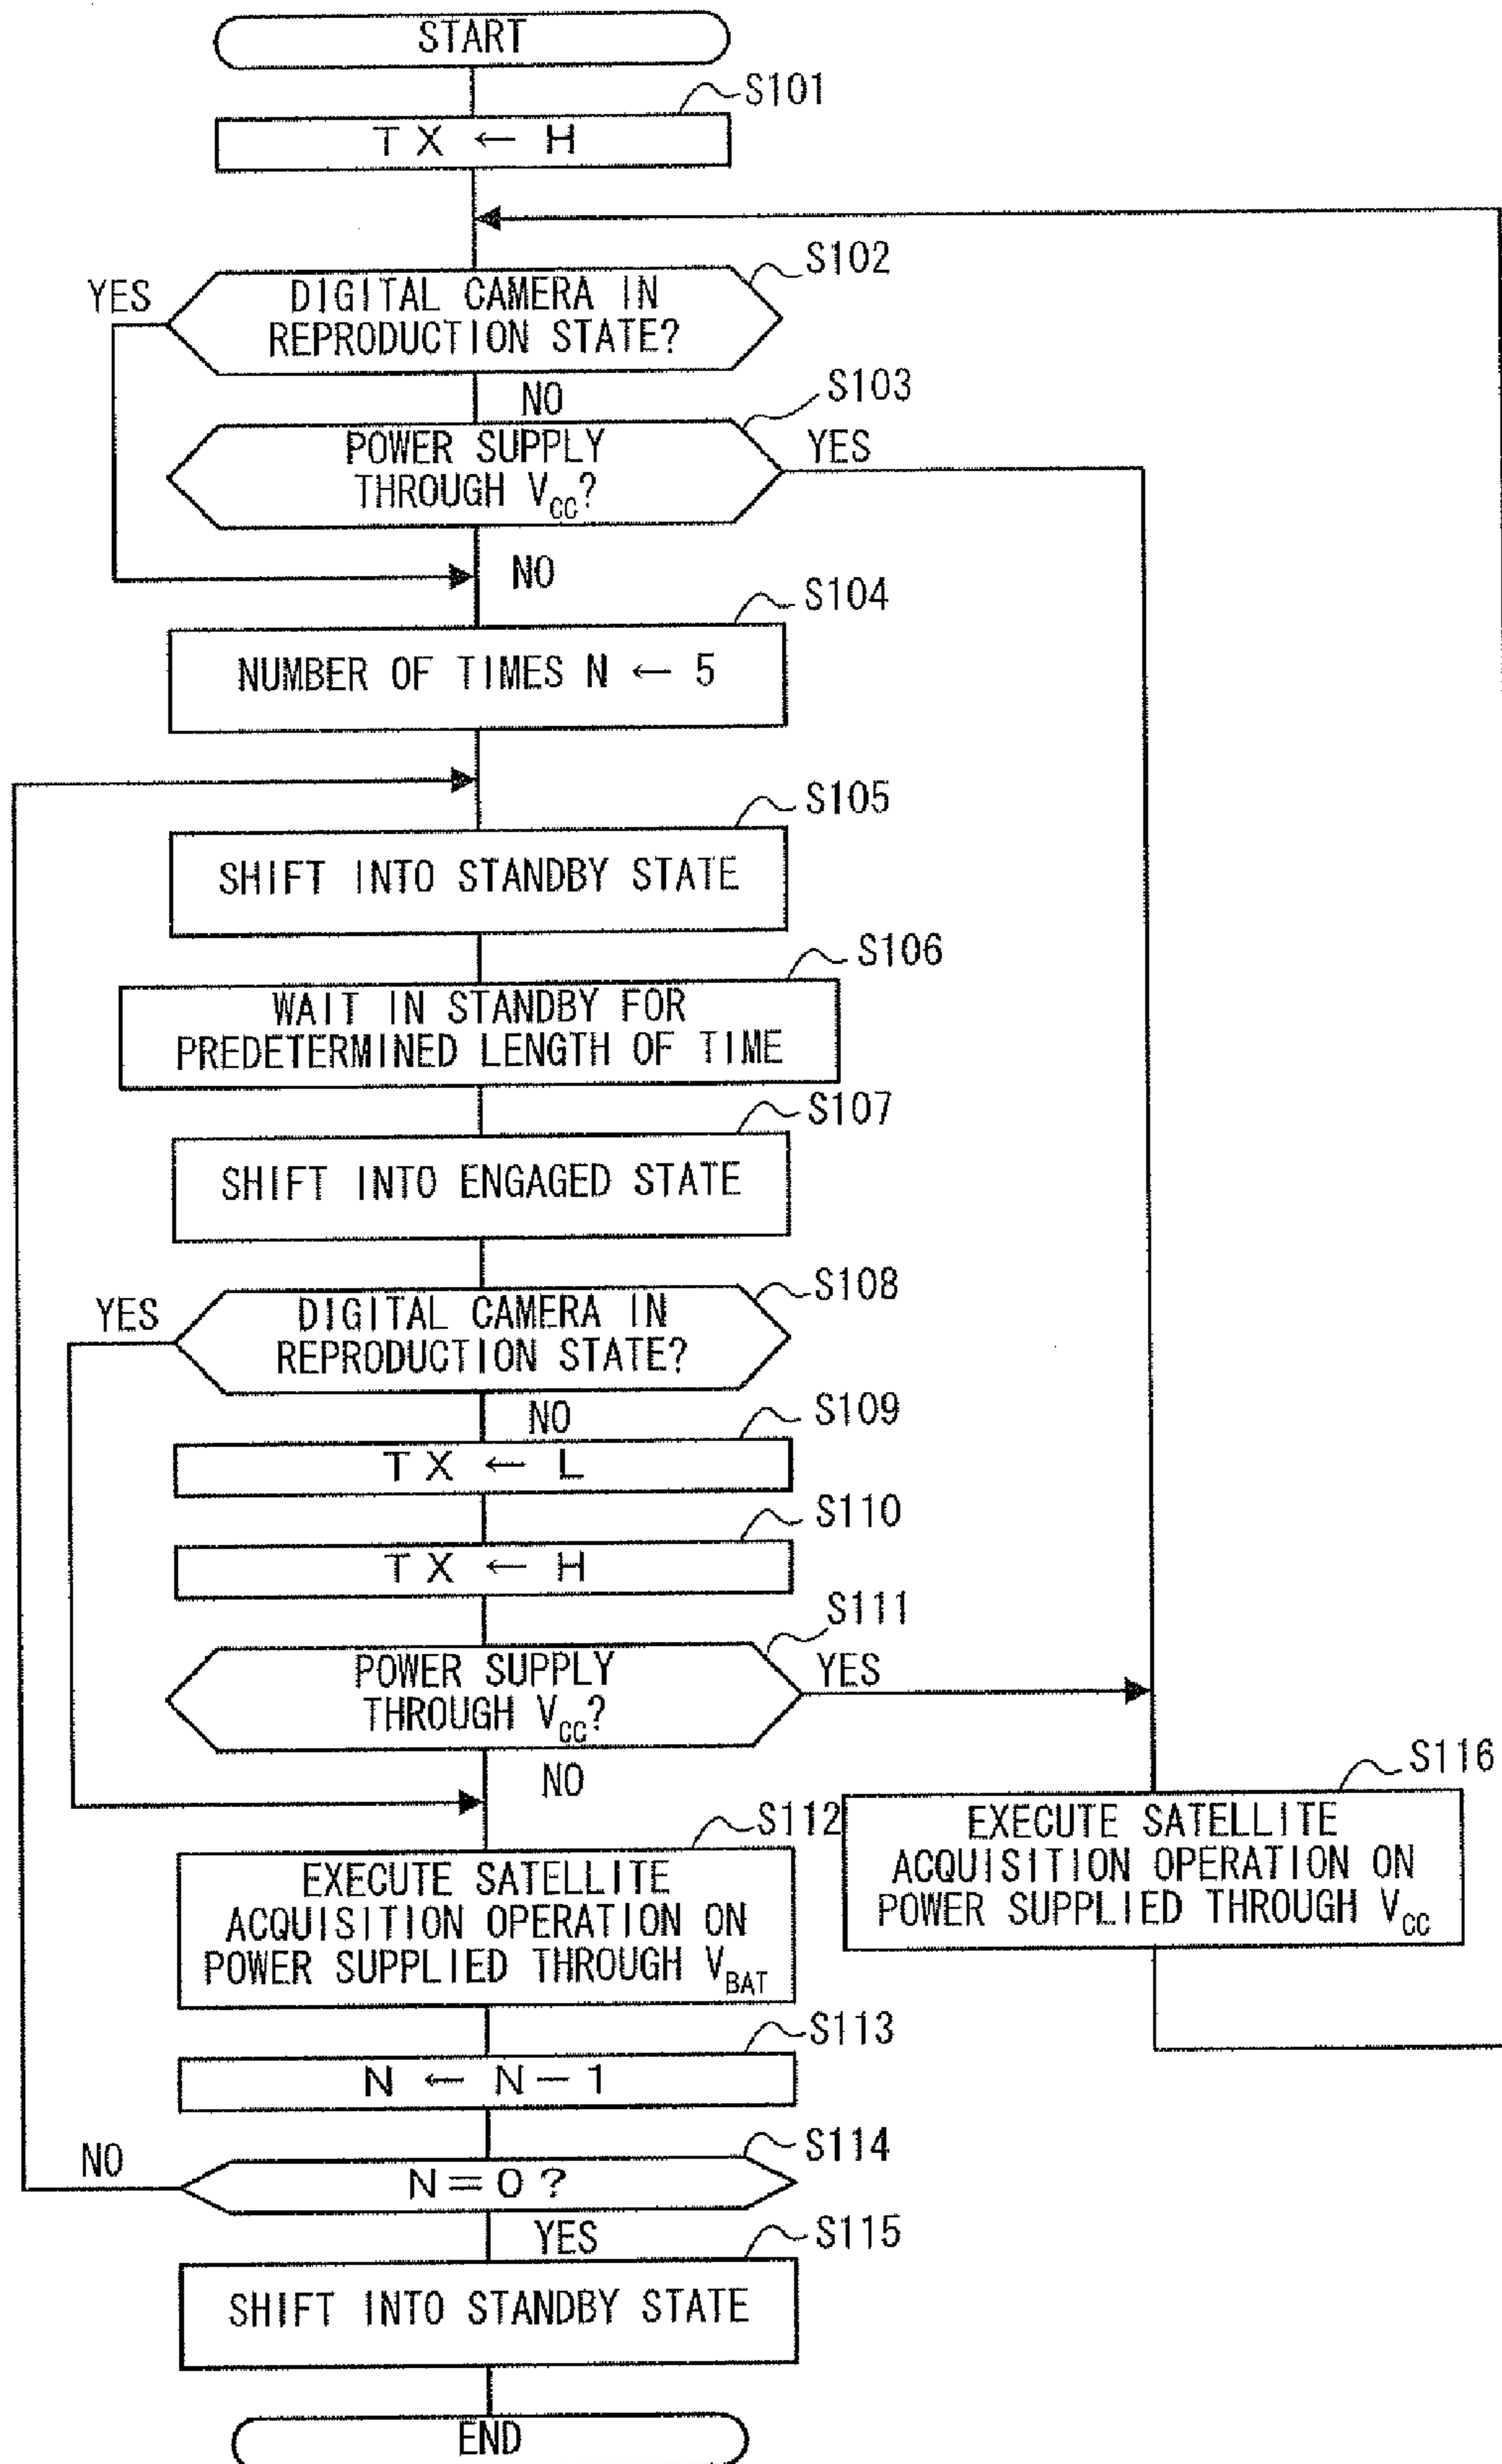 START
S101
TX ← H
S102
YES
DIGITAL CAMERA IN
REPRODUCTION STATE?
NO
S103
POWER SUPPLY
THROUGH VCC?
YES
NO
S104
NUMBER OF TIMES N ← 5
S105
SHIFT INTO STANDBY STATE
S106
WAIT IN STANDBY FOR
PREDETERMINED LENGTH OF TIME
S107
SHIFT INTO ENGAGED STATE
S108
YES
DIGITAL CAMERA IN
REPRODUCTION STATE?
NO
S109
TX ← L
S110
TX ← H
S111
POWER SUPPLY
THROUGH VCC?
YES
NO
S112
EXECUTE SATELLITE
ACQUISITION OPERATION ON
POWER SUPPLIED THROUGH VBAT
S116
EXECUTE SATELLITE
ACQUISITION OPERATION ON
POWER SUPPLIED THROUGH VCC
S113
N ← N-1
S114
NO
N=0?
YES
S115
SHIFT INTO STANDBY STATE
END